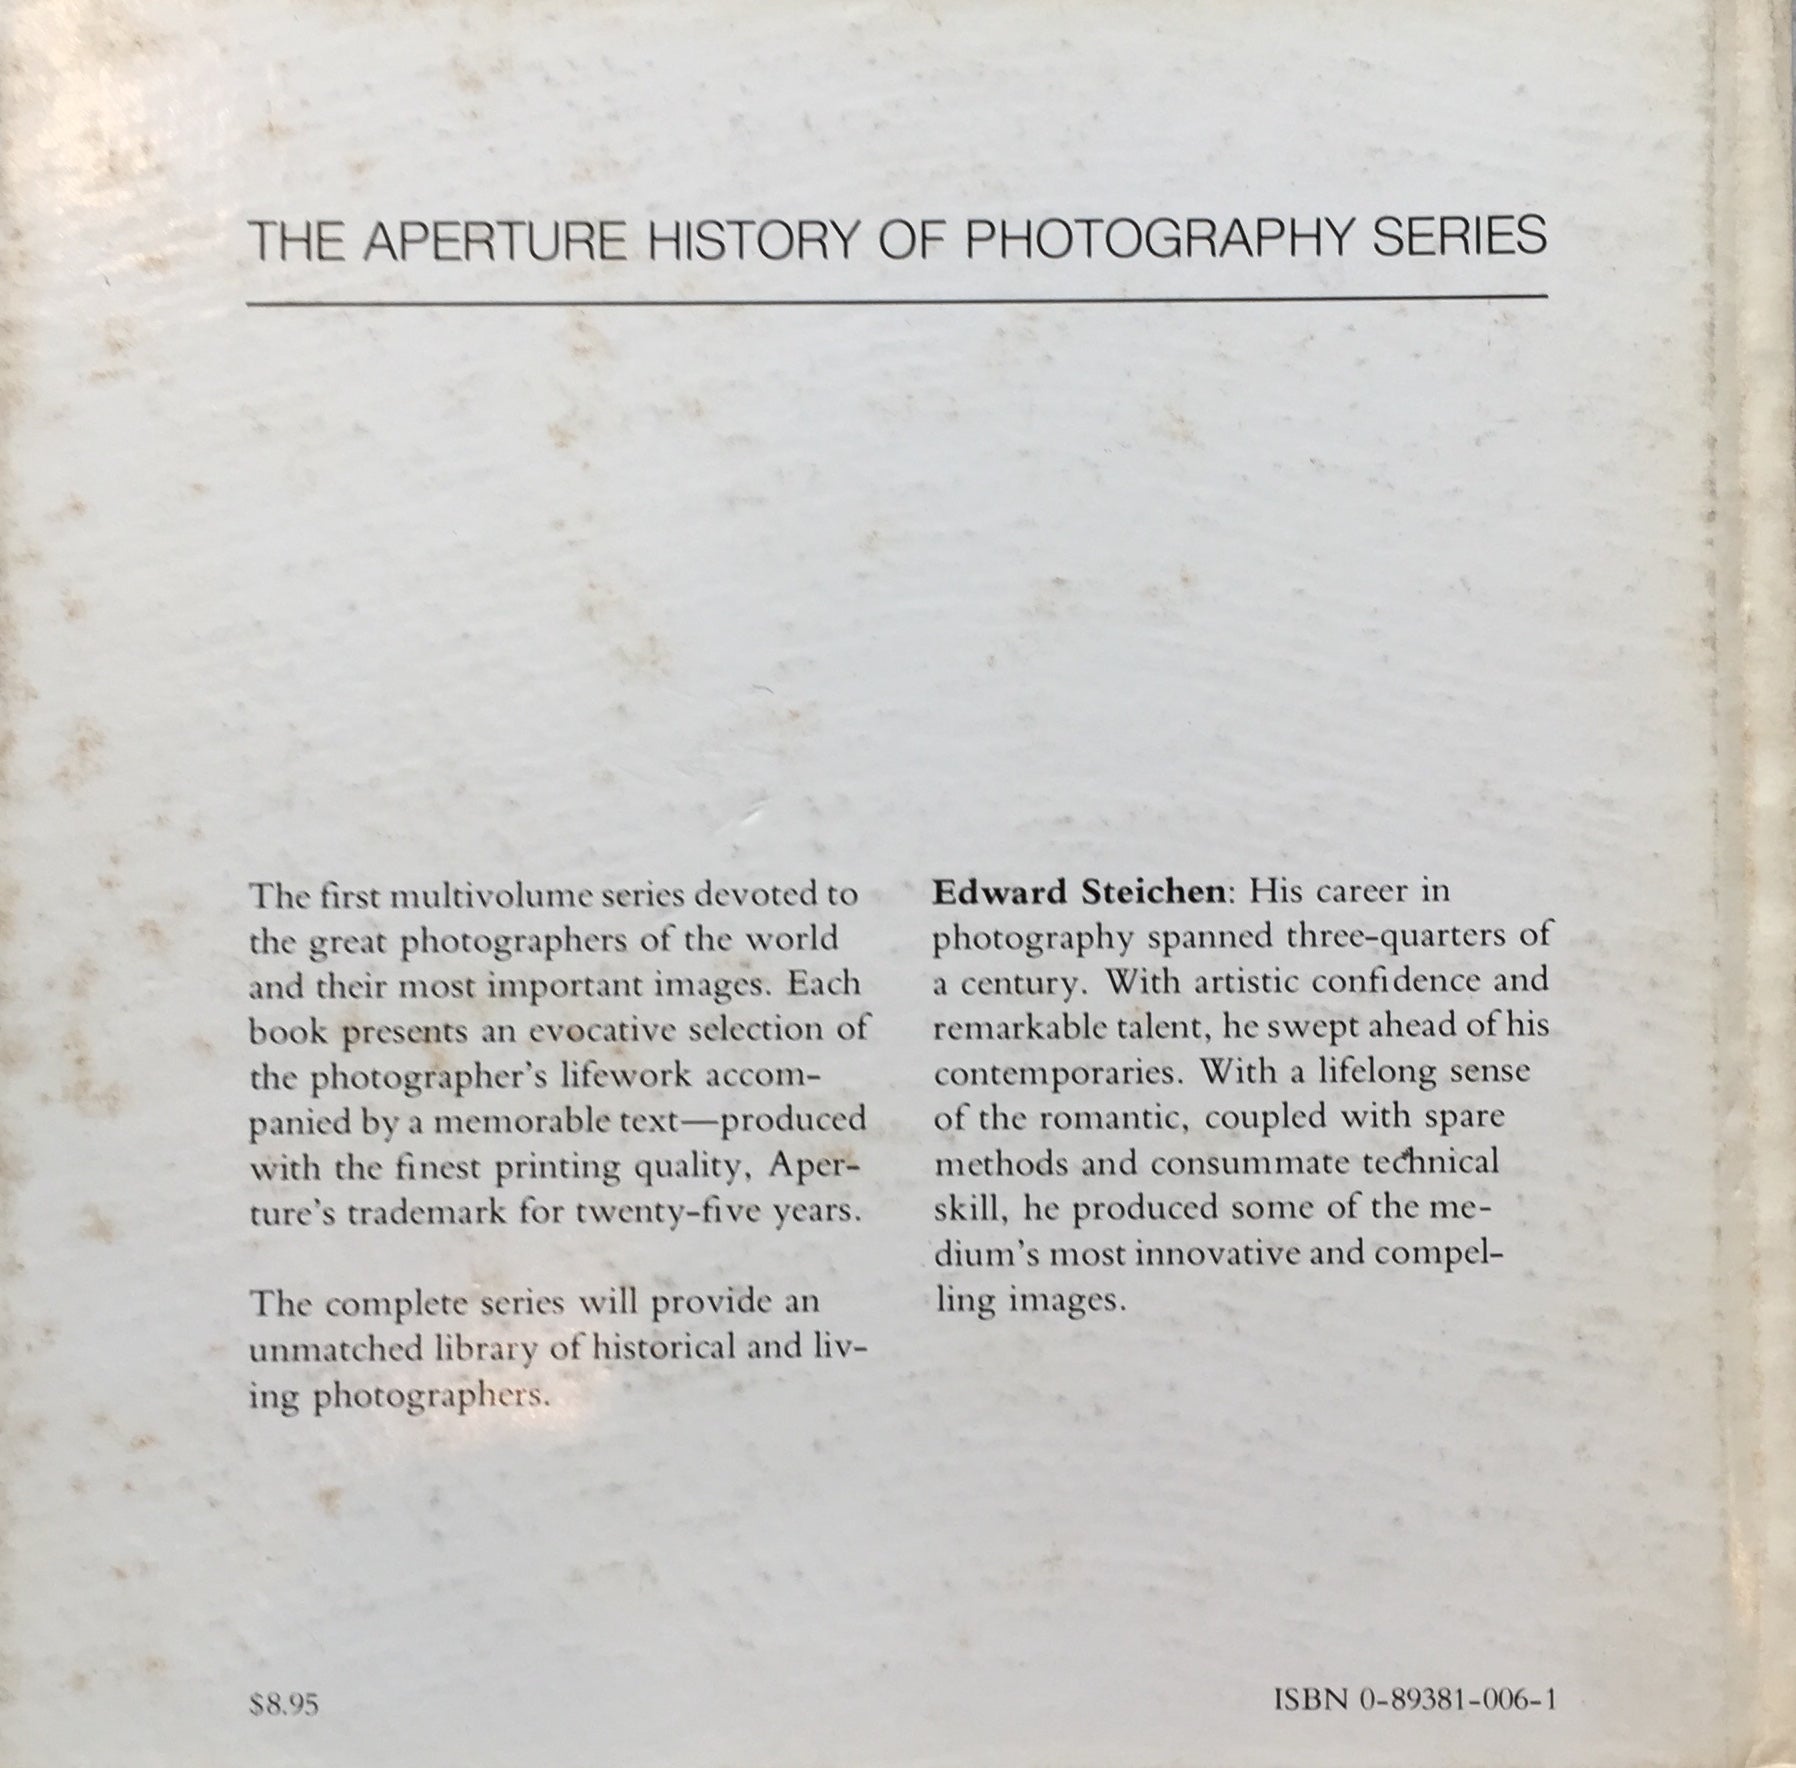 THE APERTURE HISTORY OF PHOTOGRAPHY SERIES
The first multivolume series devoted to
the great photographers of the world
and their most important images. Each
book presents an evocative selection of
the photographer's lifework accom-
panied by a memorable text—produced
with the finest printing quality, Aper-
ture's trademark for twenty-five years.
The complete series will provide an
unmatched library of historical and liv-
ing photographers.
Edward Steichen: His career in
photography spanned three-quarters of
a century. With artistic confidence and
remarkable talent, he swept ahead of his
contemporaries. With a lifelong sense
of the romantic, coupled with spare
methods and consummate technical
skill, he produced some of the me-
dium's most innovative and compel-
ling images.
$8.95
ISBN 0-89381-006-1